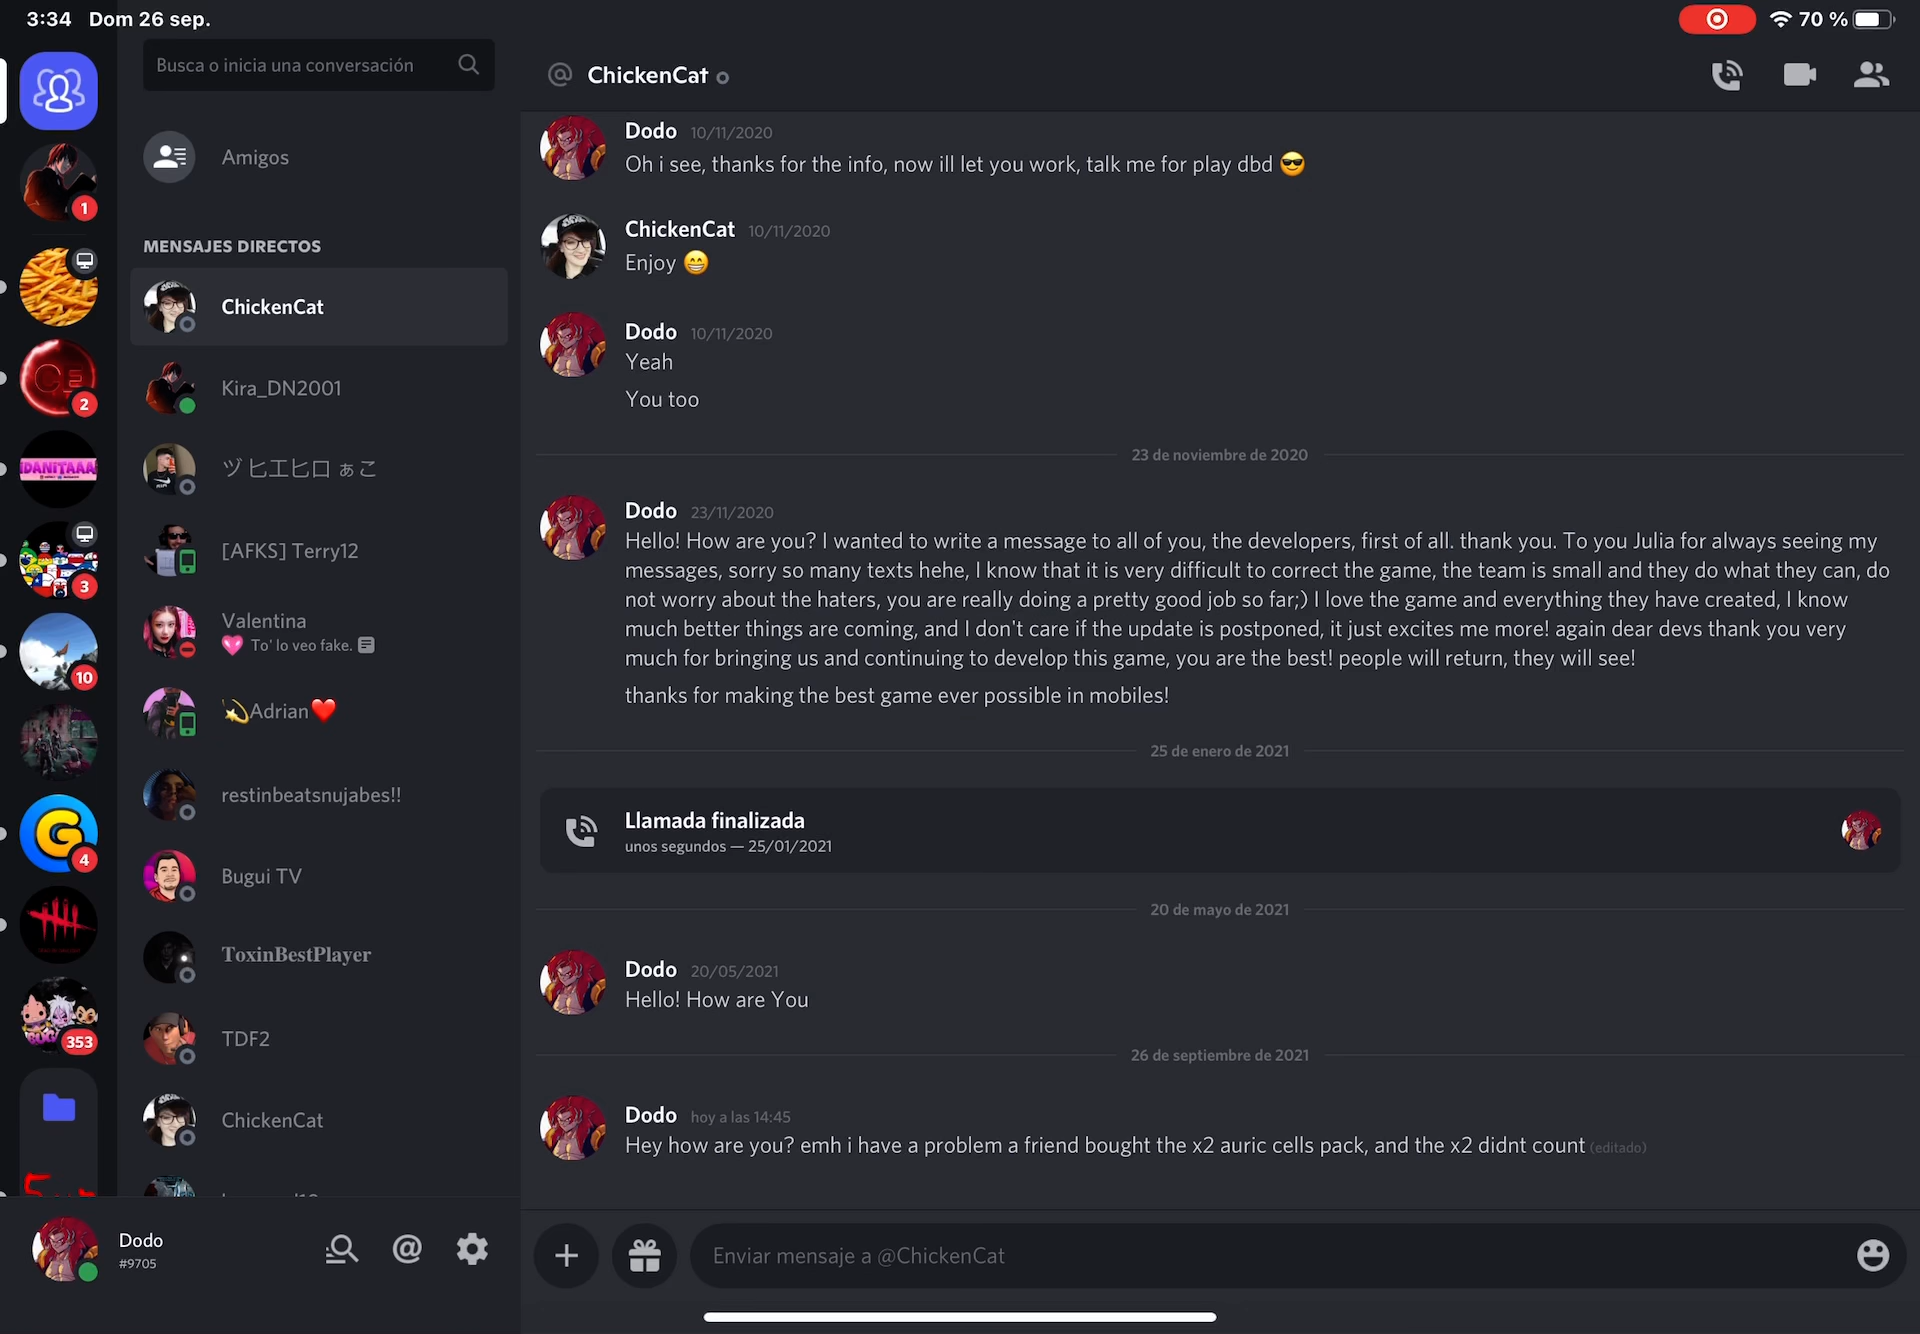 3:34 Dom 26 sep.
70 %
Busca o inicia una conversación
Amigos
MENSAJES DIRECTOS
ChickenCat
Kira_DN2001
ヅ ヒエヒロ ぁこ
[AFKS] Terry12
Valentina
💗 To' lo veo fake.
💫Adrian❤️
restinbeatsnujabes!!
Bugui TV
ToxinBestPlayer
TDF2
ChickenCat
1
CE
2
DANiTAAA
3
10
G
4
353
Dodo
#9705
@ ChickenCat
Dodo 10/11/2020
Oh i see, thanks for the info, now ill let you work, talk me for play dbd 😎
ChickenCat 10/11/2020
Enjoy 😁
Dodo 10/11/2020
Yeah
You too
23 de noviembre de 2020
Dodo 23/11/2020
Hello! How are you? I wanted to write a message to all of you, the developers, first of all. thank you. To you Julia for always seeing my
messages, sorry so many texts hehe, I know that it is very difficult to correct the game, the team is small and they do what they can, do
not worry about the haters, you are really doing a pretty good job so far;) I love the game and everything they have created, I know
much better things are coming, and I don't care if the update is postponed, it just excites me more! again dear devs thank you very
much for bringing us and continuing to develop this game, you are the best! people will return, they will see!
thanks for making the best game ever possible in mobiles!
25 de enero de 2021
Llamada finalizada
unos segundos — 25/01/2021
20 de mayo de 2021
Dodo 20/05/2021
Hello! How are You
26 de septiembre de 2021
Dodo hoy a las 14:45
Hey how are you? emh i have a problem a friend bought the x2 auric cells pack, and the x2 didnt count (editado)
Enviar mensaje a @ChickenCat